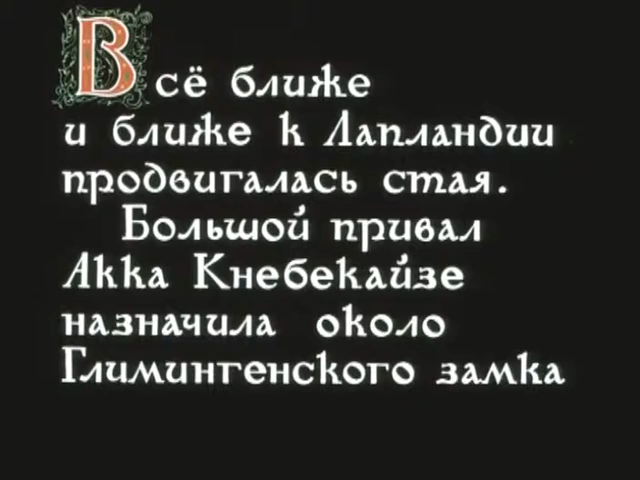 Всё ближе
и ближе к Лапландии
продвигалась стая.
Большой привал
Акка Кнебекайзе
назначила около
Глимингенского замка